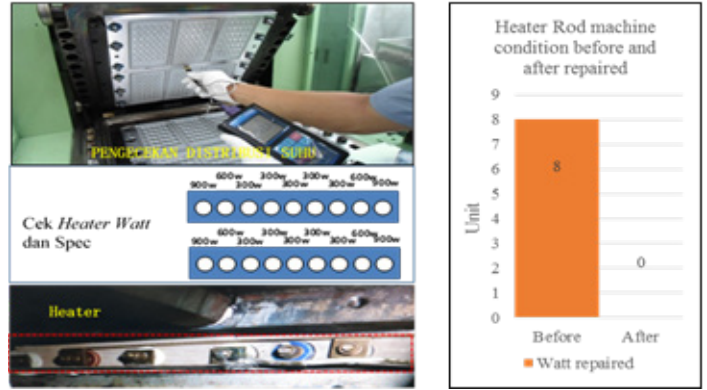 PENGECEKAN DISTRIBUSI SUHU
Cek Heater Watt
dan Spec
900w 600w 300w 300w 300w 300w 300w 600w 900w
900w 600w 300w 300w 300w 300w 300w 600w 900w
Heater
Heater Rod machine
condition before and
after repaired
9
8
7
6
5
4
3
2
1
0
Unit
8
0
Before After
Watt repaired